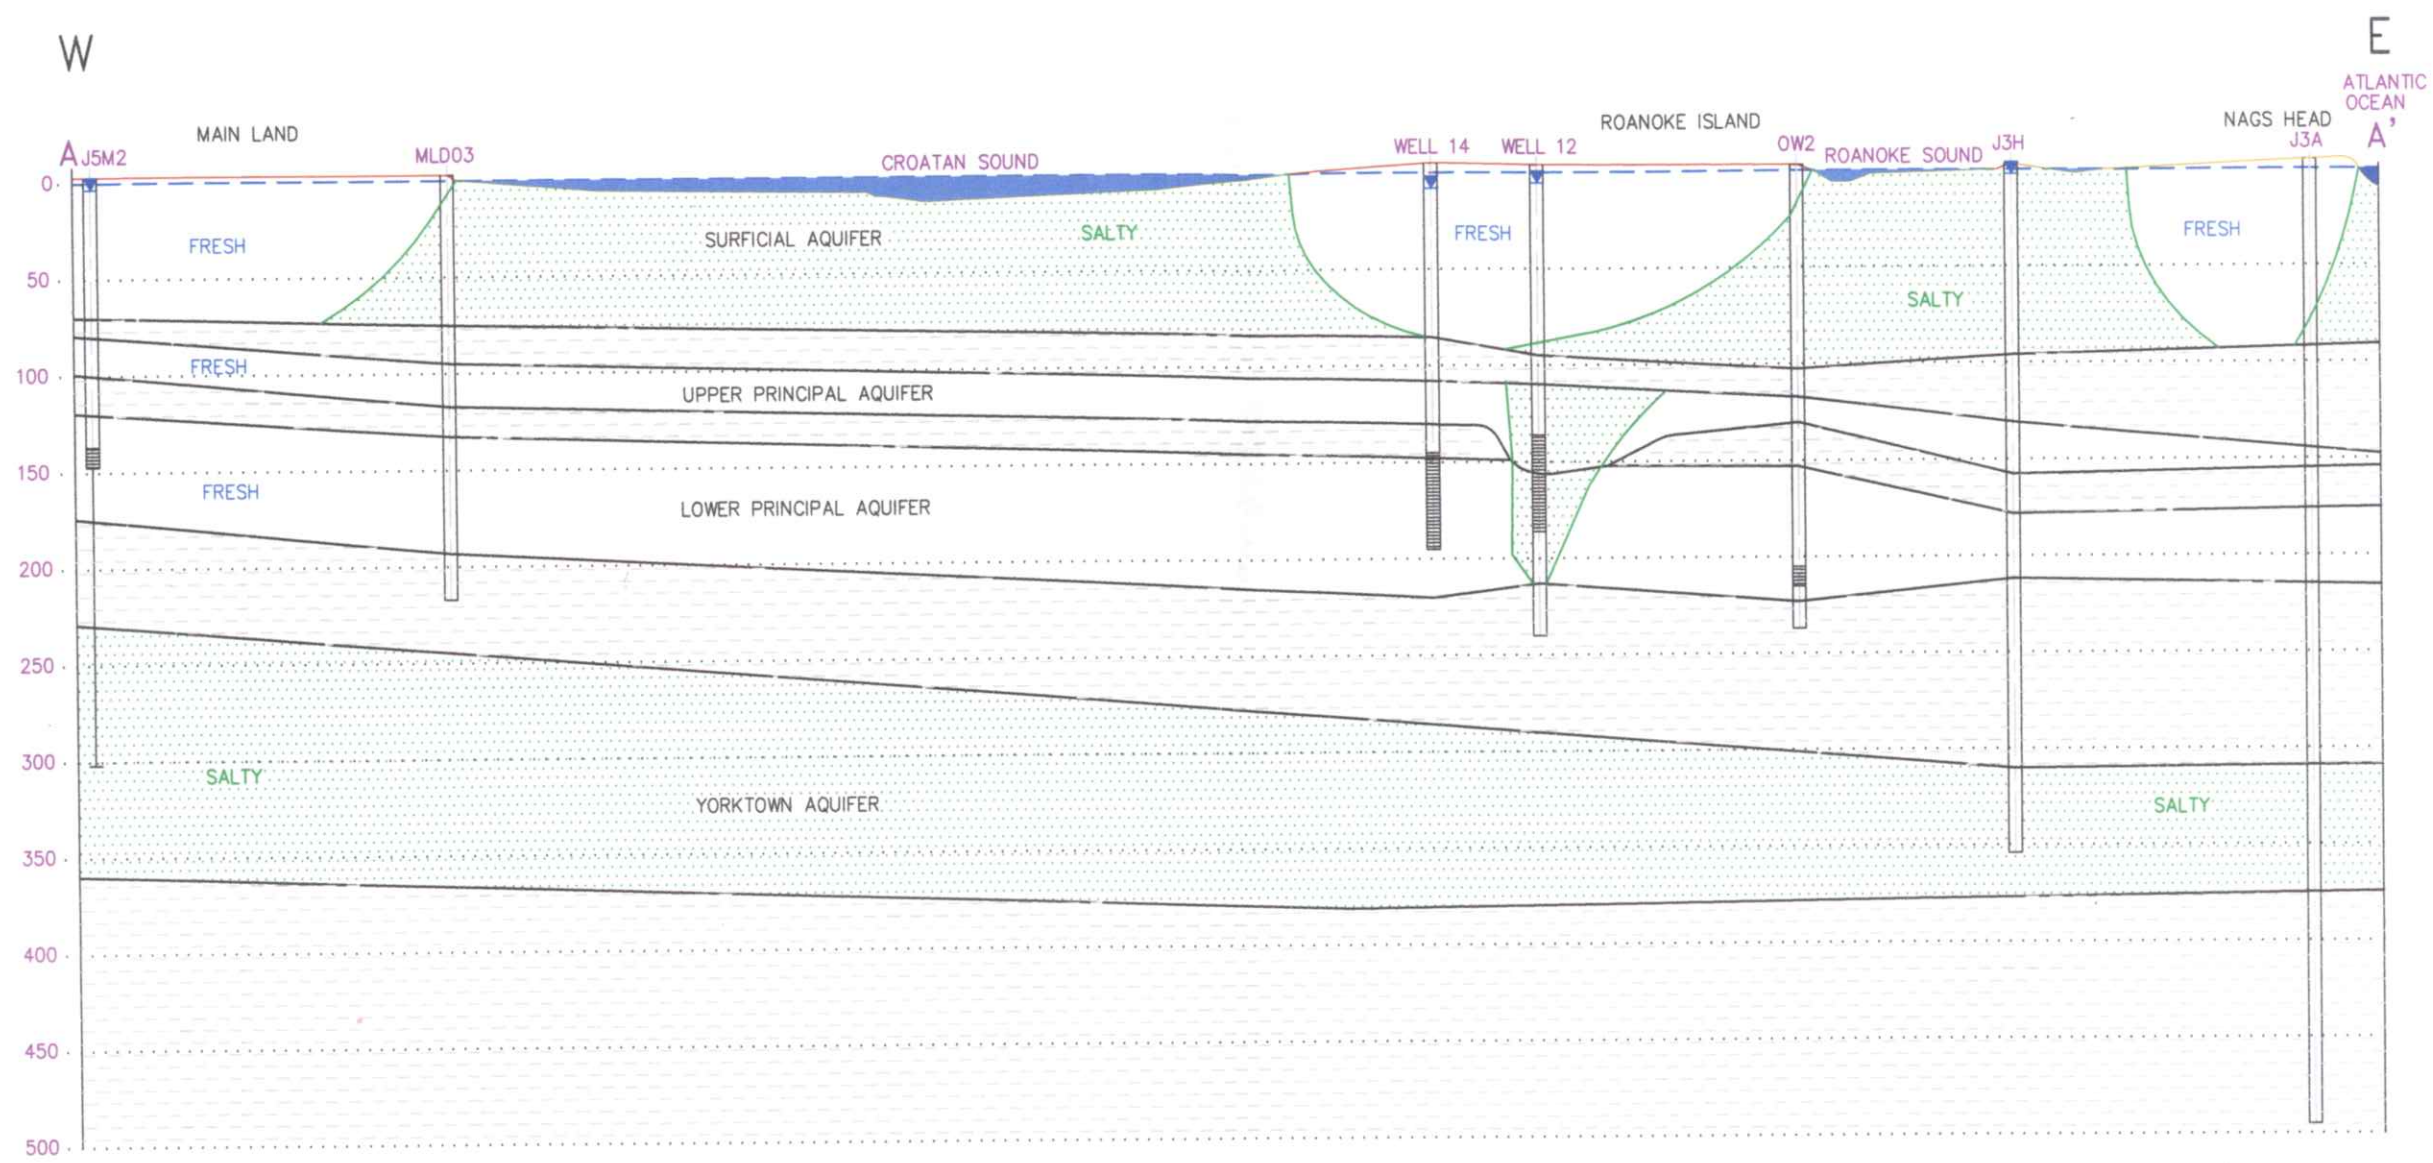 W
E
ATLANTIC
OCEAN
MAIN LAND
ROANOKE ISLAND
NAGS HEAD
A
A'
J5M2
MLD03
CROATAN SOUND
WELL 14
WELL 12
OW2
ROANOKE SOUND
J3H
J3A
0
FRESH
SURFICIAL AQUIFER
SALTY
FRESH
FRESH
50
SALTY
FRESH
100
UPPER PRINCIPAL AQUIFER
150
FRESH
LOWER PRINCIPAL AQUIFER
200
250
300
SALTY
YORKTOWN AQUIFER
SALTY
350
400
450
500